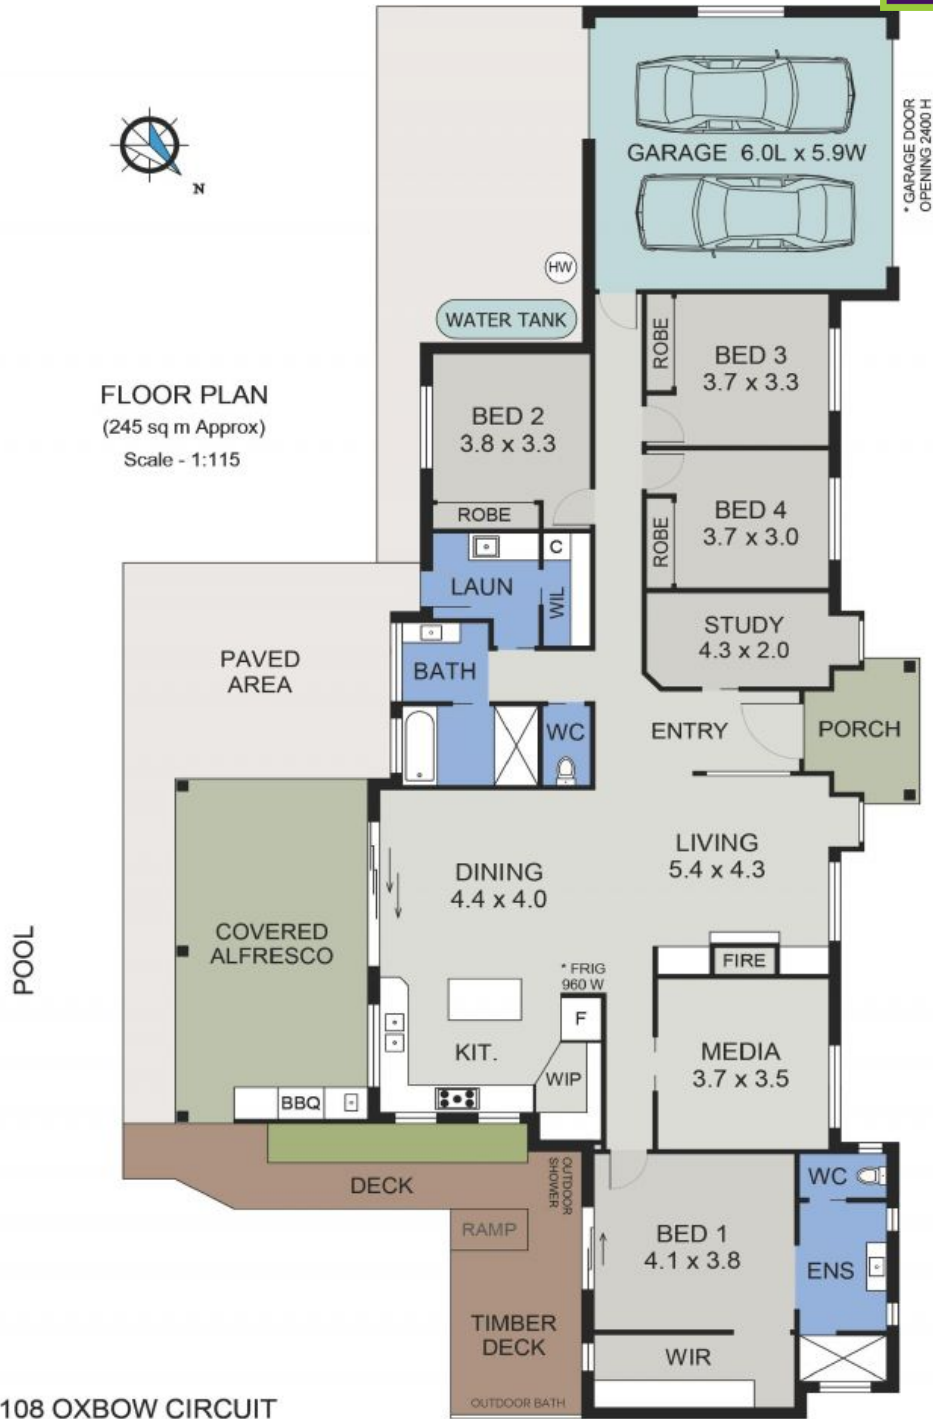 GARAGE 6.0L x 5.9W
* GARAGE DOOR
OPENING 2400 H
N
HW
WATER TANK
FLOOR PLAN
(245 sq m Approx)
Scale - 1:115
ROBE
BED 3
3.7 x 3.3
BED 2
3.8 x 3.3
ROBE
ROBE
BED 4
3.7 x 3.0
C
LAUN
WIL
STUDY
4.3 x 2.0
PAVED
AREA
BATH
WC
ENTRY
PORCH
LIVING
5.4 x 4.3
DINING
4.4 x 4.0
COVERED
ALFRESCO
POOL
FIRE
* FRIG
960 W
F
KIT.
WIP
MEDIA
3.7 x 3.5
BBQ
DECK
OUTDOOR
SHOWER
RAMP
WC
BED 1
4.1 x 3.8
ENS
TIMBER
DECK
WIR
OUTDOOR BATH
108 OXBOW CIRCUIT